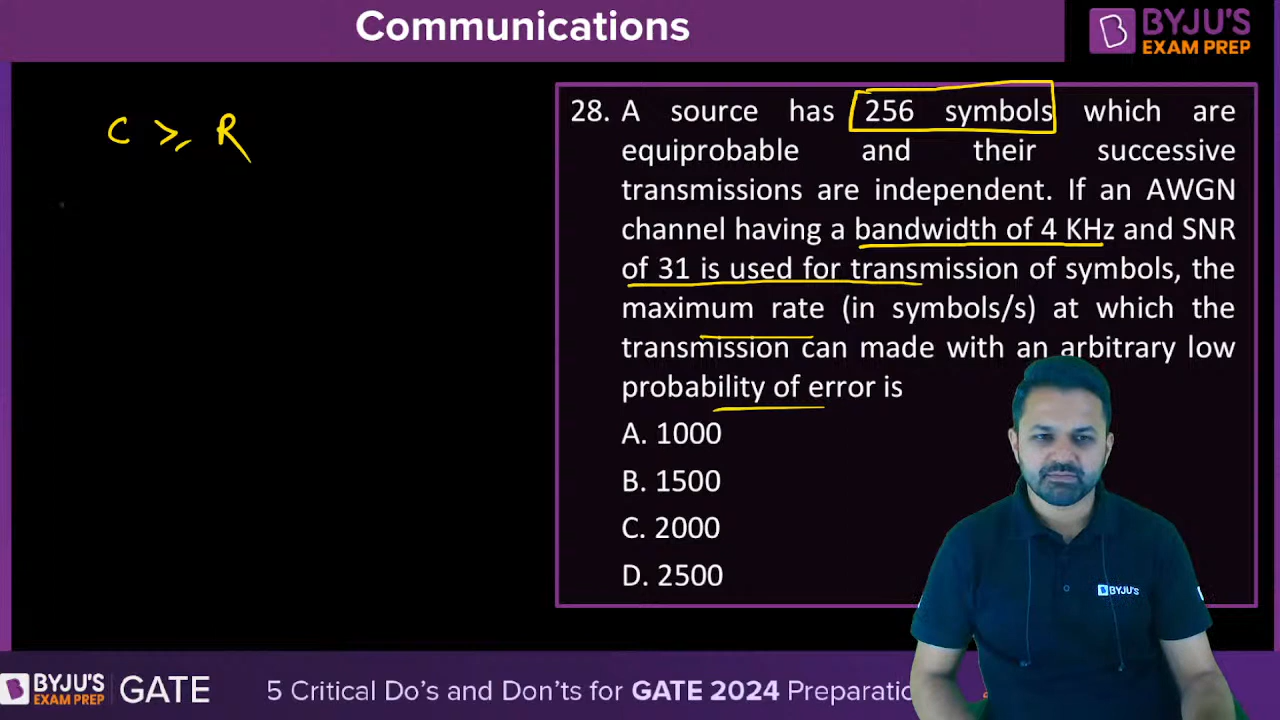 Communications
BYJU'S
EXAM PREP
C ≥ R
28. A source has 256 symbols which are
equiprobable and their successive
transmissions are independent. If an AWGN
channel having a bandwidth of 4 KHz and SNR
of 31 is used for transmission of symbols, the
maximum rate (in symbols/s) at which the
transmission can made with an arbitrary low
probability of error is
A. 1000
B. 1500
C. 2000
D. 2500
BYJU'S
BYJU'S
EXAM PREP
GATE
5 Critical Do's and Don'ts for GATE 2024 Preparatio